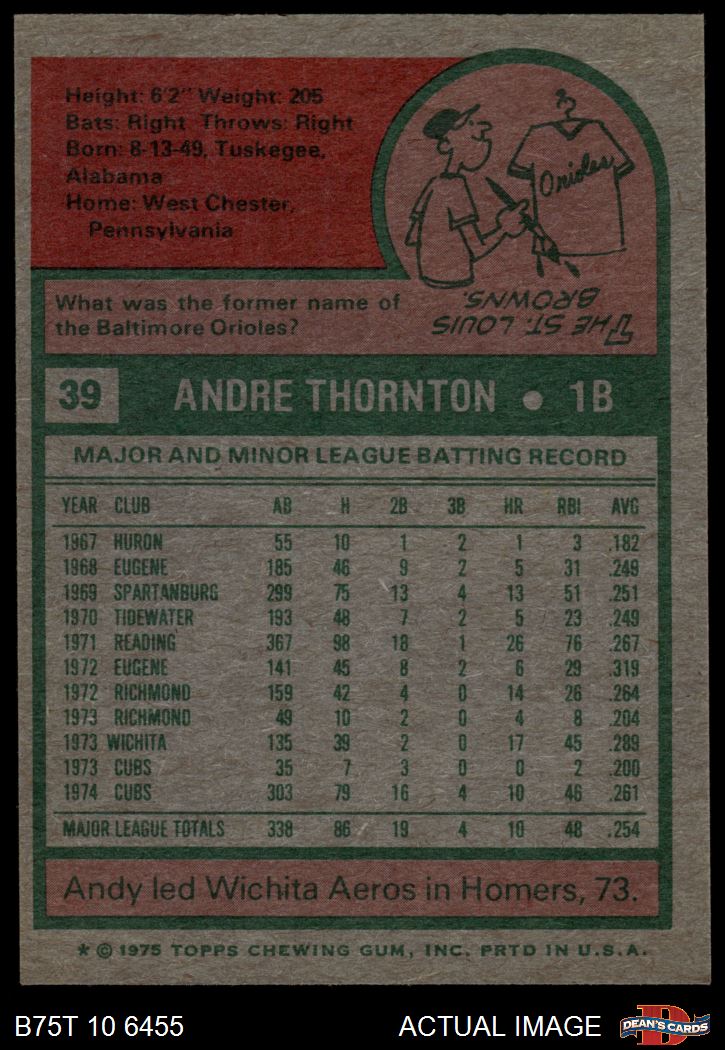 Height: 6'2" Weight: 205
Bats: Right Throws: Right
Born: 8-13-49, Tuskegee,
Alabama
Home: West Chester,
Pennsylvania
Orioles
What was the former name of
the Baltimore Orioles?
THE ST. LOUIS
BROWNS.
39 ANDRE THORNTON • 1B
MAJOR AND MINOR LEAGUE BATTING RECORD
YEAR CLUB AB H 2B 3B HR RBI AVG
1967 HURON 55 10 1 2 1 3 .182
1968 EUGENE 185 46 9 2 5 31 .249
1969 SPARTANBURG 299 75 13 4 13 51 .251
1970 TIDEWATER 193 48 7 2 5 23 .249
1971 READING 367 98 18 1 26 76 .267
1972 EUGENE 141 45 8 2 6 29 .319
1972 RICHMOND 159 42 4 0 14 26 .264
1973 RICHMOND 49 10 2 0 4 8 .204
1973 WICHITA 135 39 2 0 17 45 .289
1973 CUBS 35 7 3 0 0 2 .200
1974 CUBS 303 79 16 4 10 46 .261
MAJOR LEAGUE TOTALS 338 86 19 4 10 48 .254
Andy led Wichita Aeros in Homers, 73.
* © 1975 TOPPS CHEWING GUM, INC. PRTD IN U.S.A.
B75T 10 6455 ACTUAL IMAGE D DEAN'S CARDS